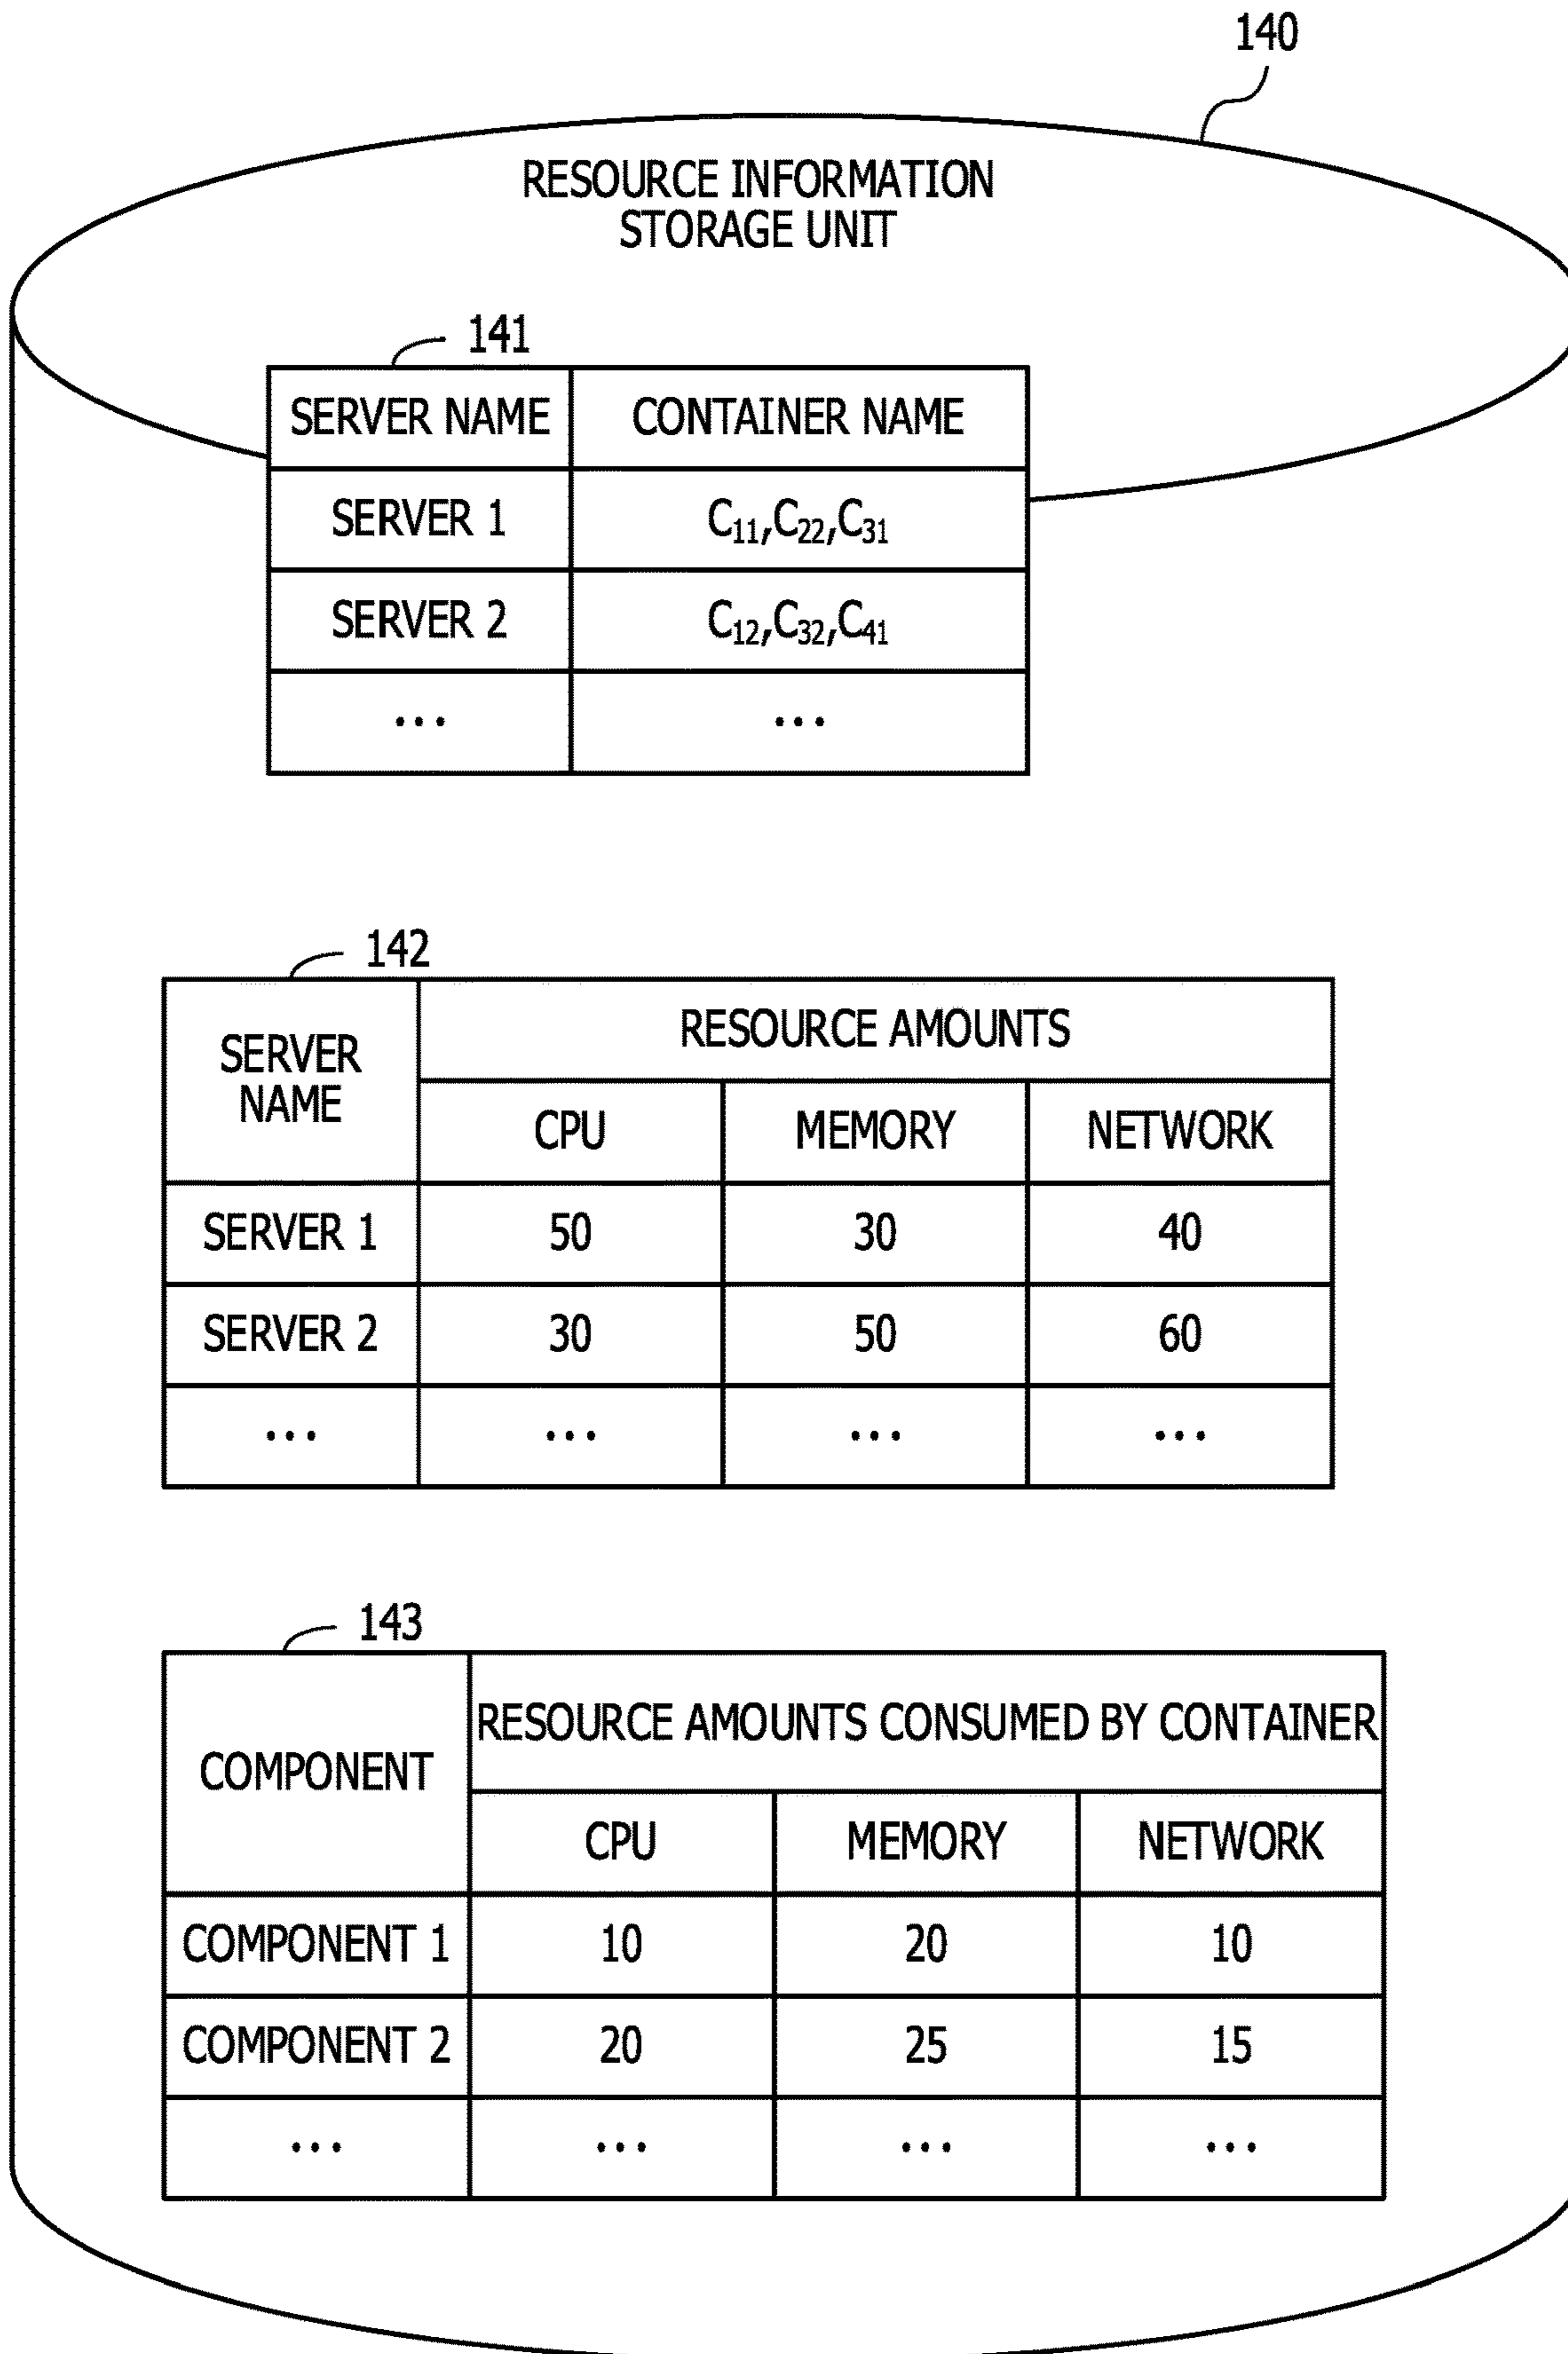 140
RESOURCE INFORMATION
STORAGE UNIT
141
SERVER NAME CONTAINER NAME
SERVER 1 C₁₁,C₂₂,C₃₁
SERVER 2 C₁₂,C₃₂,C₄₁
... ...
142
SERVER NAME RESOURCE AMOUNTS
CPU MEMORY NETWORK
SERVER 1 50 30 40
SERVER 2 30 50 60
... ... ... ...
143
COMPONENT RESOURCE AMOUNTS CONSUMED BY CONTAINER
CPU MEMORY NETWORK
COMPONENT 1 10 20 10
COMPONENT 2 20 25 15
... ... ... ...